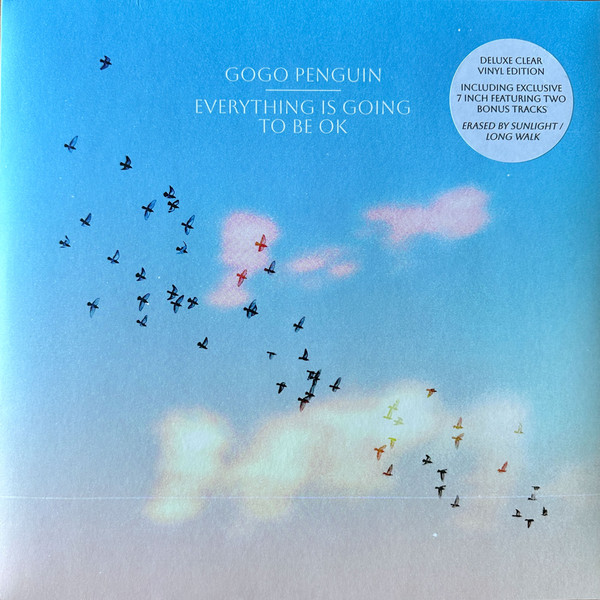 GOGO PENGUIN
EVERYTHING IS GOING
TO BE OK
DELUXE CLEAR
VINYL EDITION
INCLUDING EXCLUSIVE
7 INCH FEATURING TWO
BONUS TRACKS
ERASED BY SUNLIGHT /
LONG WALK